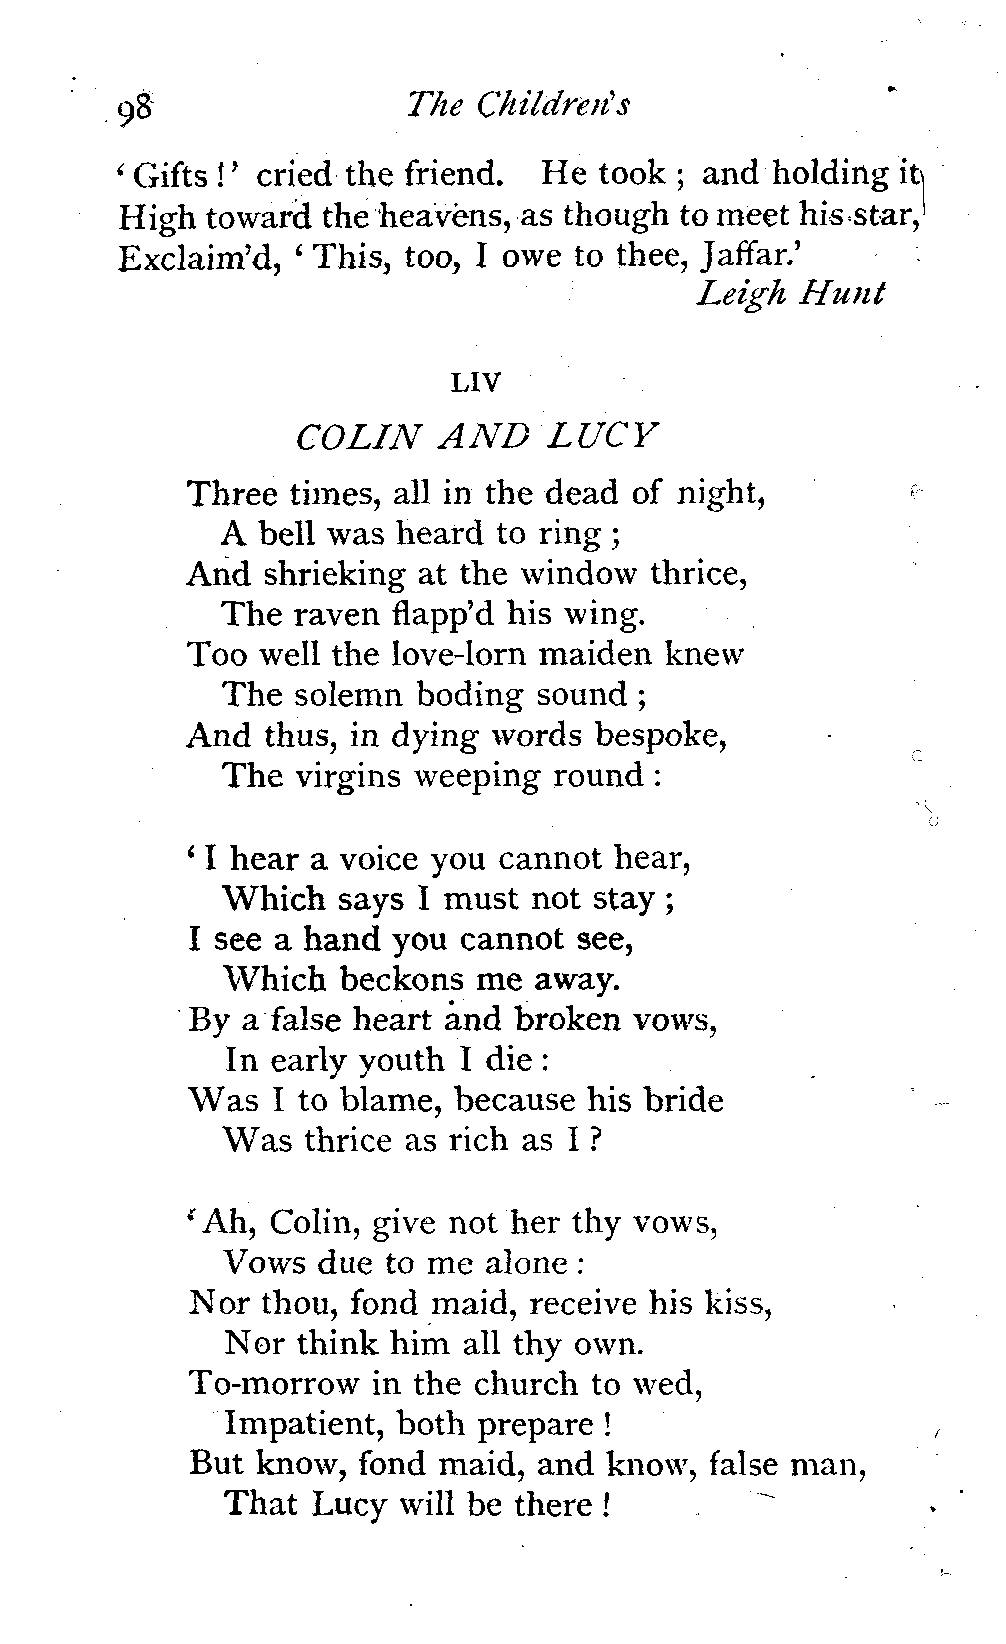 98 The Children's
‘Gifts!’ cried the friend. He took; and holding it
High toward the heavens, as though to meet his star,
Exclaim'd, ‘This, too, I owe to thee, Jaffar.’
Leigh Hunt
LIV
COLIN AND LUCY
Three times, all in the dead of night,
A bell was heard to ring;
And shrieking at the window thrice,
The raven flapp'd his wing.
Too well the love-lorn maiden knew
The solemn boding sound;
And thus, in dying words bespoke,
The virgins weeping round:
‘I hear a voice you cannot hear,
Which says I must not stay;
I see a hand you cannot see,
Which beckons me away.
By a false heart and broken vows,
In early youth I die:
Was I to blame, because his bride
Was thrice as rich as I?
‘Ah, Colin, give not her thy vows,
Vows due to me alone:
Nor thou, fond maid, receive his kiss,
Nor think him all thy own.
To-morrow in the church to wed,
Impatient, both prepare!
But know, fond maid, and know, false man,
That Lucy will be there!